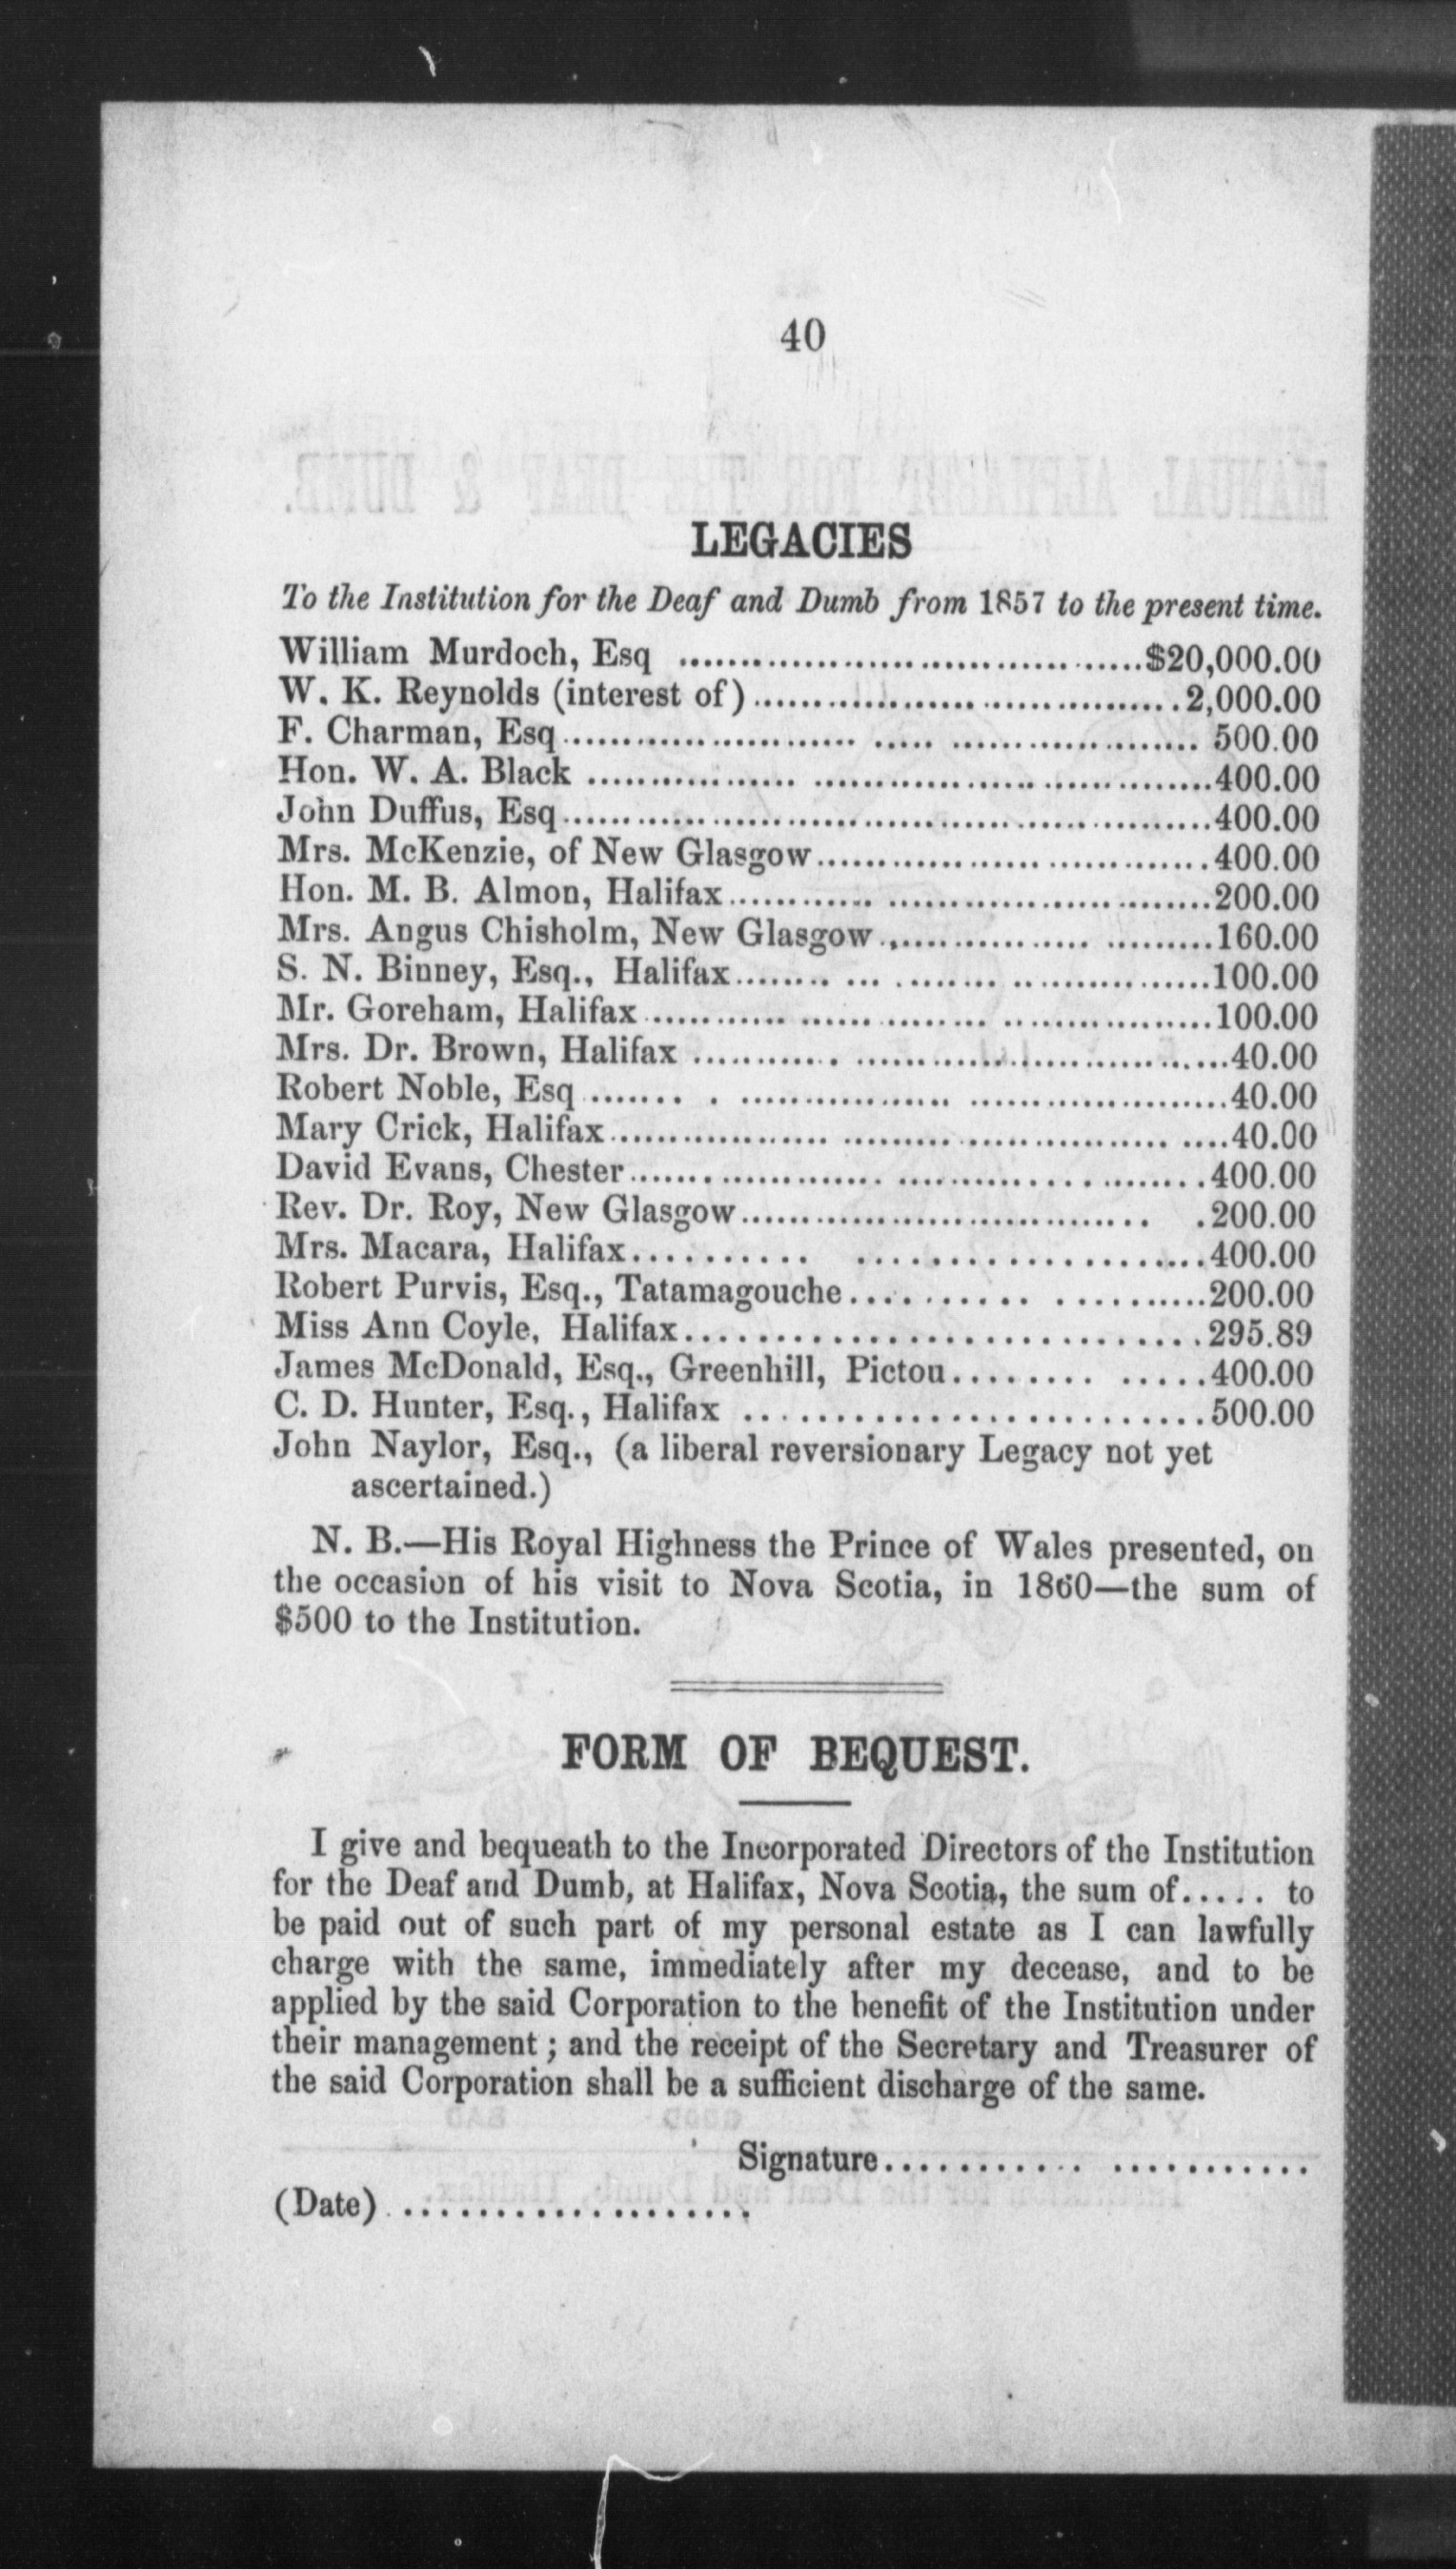 40
LEGACIES
To the Institution for the Deaf and Dumb from 1857 to the present time.
William Murdoch, Esq ........................................$20,000.00
W. K. Reynolds (interest of)...................................2,000.00
F. Charman, Esq.................................................. 500.00
Hon. W. A. Black ..................................................400.00
John Duffus, Esq....................................................400.00
Mrs. McKenzie, of New Glasgow................................400.00
Hon. M. B. Almon, Halifax.......................................200.00
Mrs. Angus Chisholm, New Glasgow..........................160.00
S. N. Binney, Esq., Halifax.......................................100.00
Mr. Goreham, Halifax..............................................100.00
Mrs. Dr. Brown, Halifax ...........................................40.00
Robert Noble, Esq ..................................................40.00
Mary Crick, Halifax.................................................40.00
David Evans, Chester..............................................400.00
Rev. Dr. Roy, New Glasgow.....................................200.00
Mrs. Macara, Halifax..............................................400.00
Robert Purvis, Esq., Tatamagouche............................200.00
Miss Ann Coyle, Halifax..........................................295.89
James McDonald, Esq., Greenhill, Pictou.....................400.00
C. D. Hunter, Esq., Halifax ......................................500.00
John Naylor, Esq., (a liberal reversionary Legacy not yet
ascertained.)
N. B.—His Royal Highness the Prince of Wales presented, on
the occasion of his visit to Nova Scotia, in 1860—the sum of
$500 to the Institution.
FORM OF BEQUEST.
I give and bequeath to the Incorporated Directors of the Institution
for the Deaf and Dumb, at Halifax, Nova Scotia, the sum of..... to
be paid out of such part of my personal estate as I can lawfully
charge with the same, immediately after my decease, and to be
applied by the said Corporation to the benefit of the Institution under
their management; and the receipt of the Secretary and Treasurer of
the said Corporation shall be a sufficient discharge of the same.
Signature.......................
(Date)....................